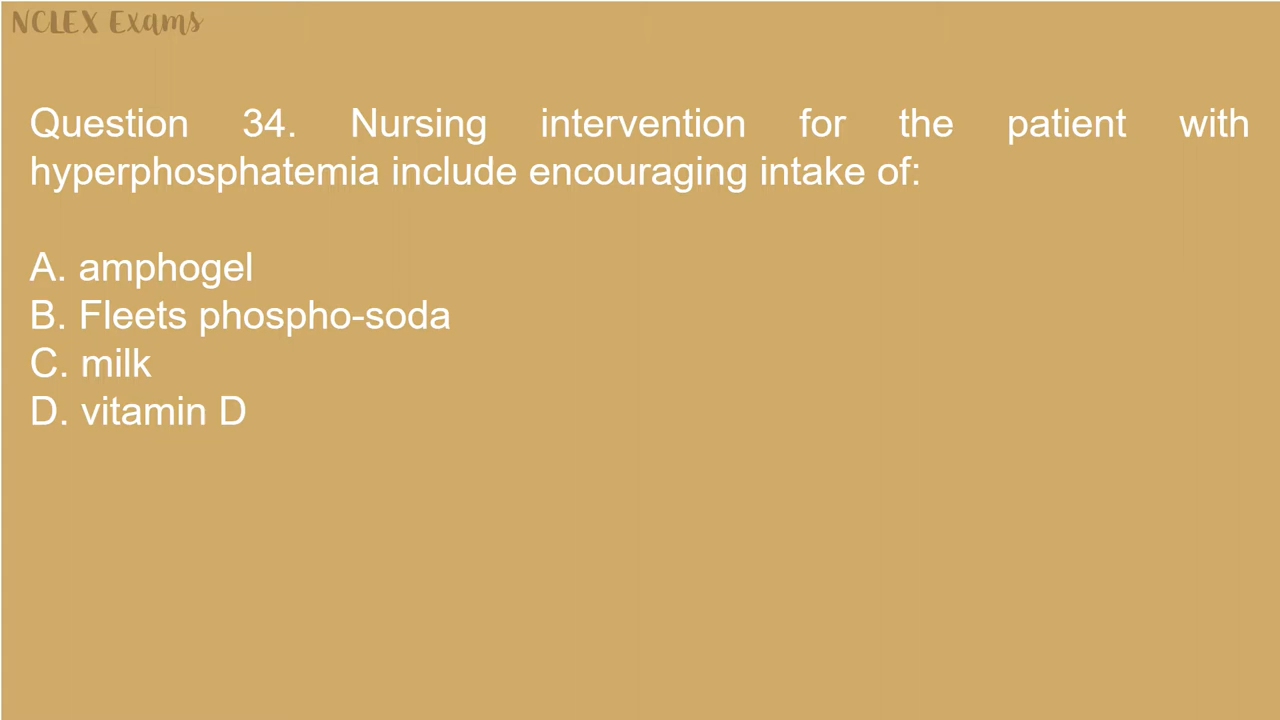 NCLEX Exams
Question 34. Nursing intervention for the patient with
hyperphosphatemia include encouraging intake of:
A. amphogel
B. Fleets phospho-soda
C. milk
D. vitamin D